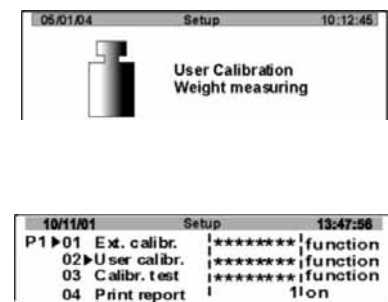 05/01/04 Setup 10:12:45
User Calibration
Weight measuring
10/11/01 Setup 13:47:56
P1▶01 Ext. calibr. ******** function
02▶User calibr. ******** function
03 Calibr. test ******** function
04 Print report 1 on